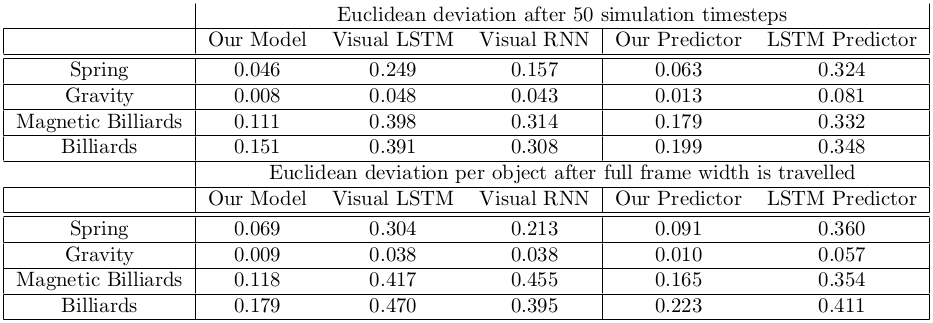 Euclidean deviation after 50 simulation timesteps
Our Model Visual LSTM Visual RNN Our Predictor LSTM Predictor
Spring 0.046 0.249 0.157 0.063 0.324
Gravity 0.008 0.048 0.043 0.013 0.081
Magnetic Billiards 0.111 0.398 0.314 0.179 0.332
Billiards 0.151 0.391 0.308 0.199 0.348
Euclidean deviation per object after full frame width is travelled
Our Model Visual LSTM Visual RNN Our Predictor LSTM Predictor
Spring 0.069 0.304 0.213 0.091 0.360
Gravity 0.009 0.038 0.038 0.010 0.057
Magnetic Billiards 0.118 0.417 0.455 0.165 0.354
Billiards 0.179 0.470 0.395 0.223 0.411